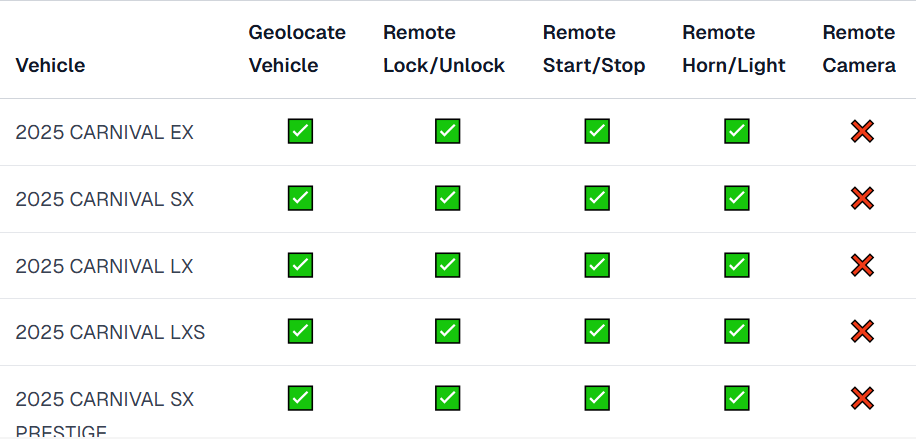 Vehicle Geolocate Vehicle Remote Lock/Unlock Remote Start/Stop Remote Horn/Light Remote Camera
2025 CARNIVAL EX ✅ ✅ ✅ ✅ ❌
2025 CARNIVAL SX ✅ ✅ ✅ ✅ ❌
2025 CARNIVAL LX ✅ ✅ ✅ ✅ ❌
2025 CARNIVAL LXS ✅ ✅ ✅ ✅ ❌
2025 CARNIVAL SX ✅ ✅ ✅ ✅ ❌
PRESTIGE